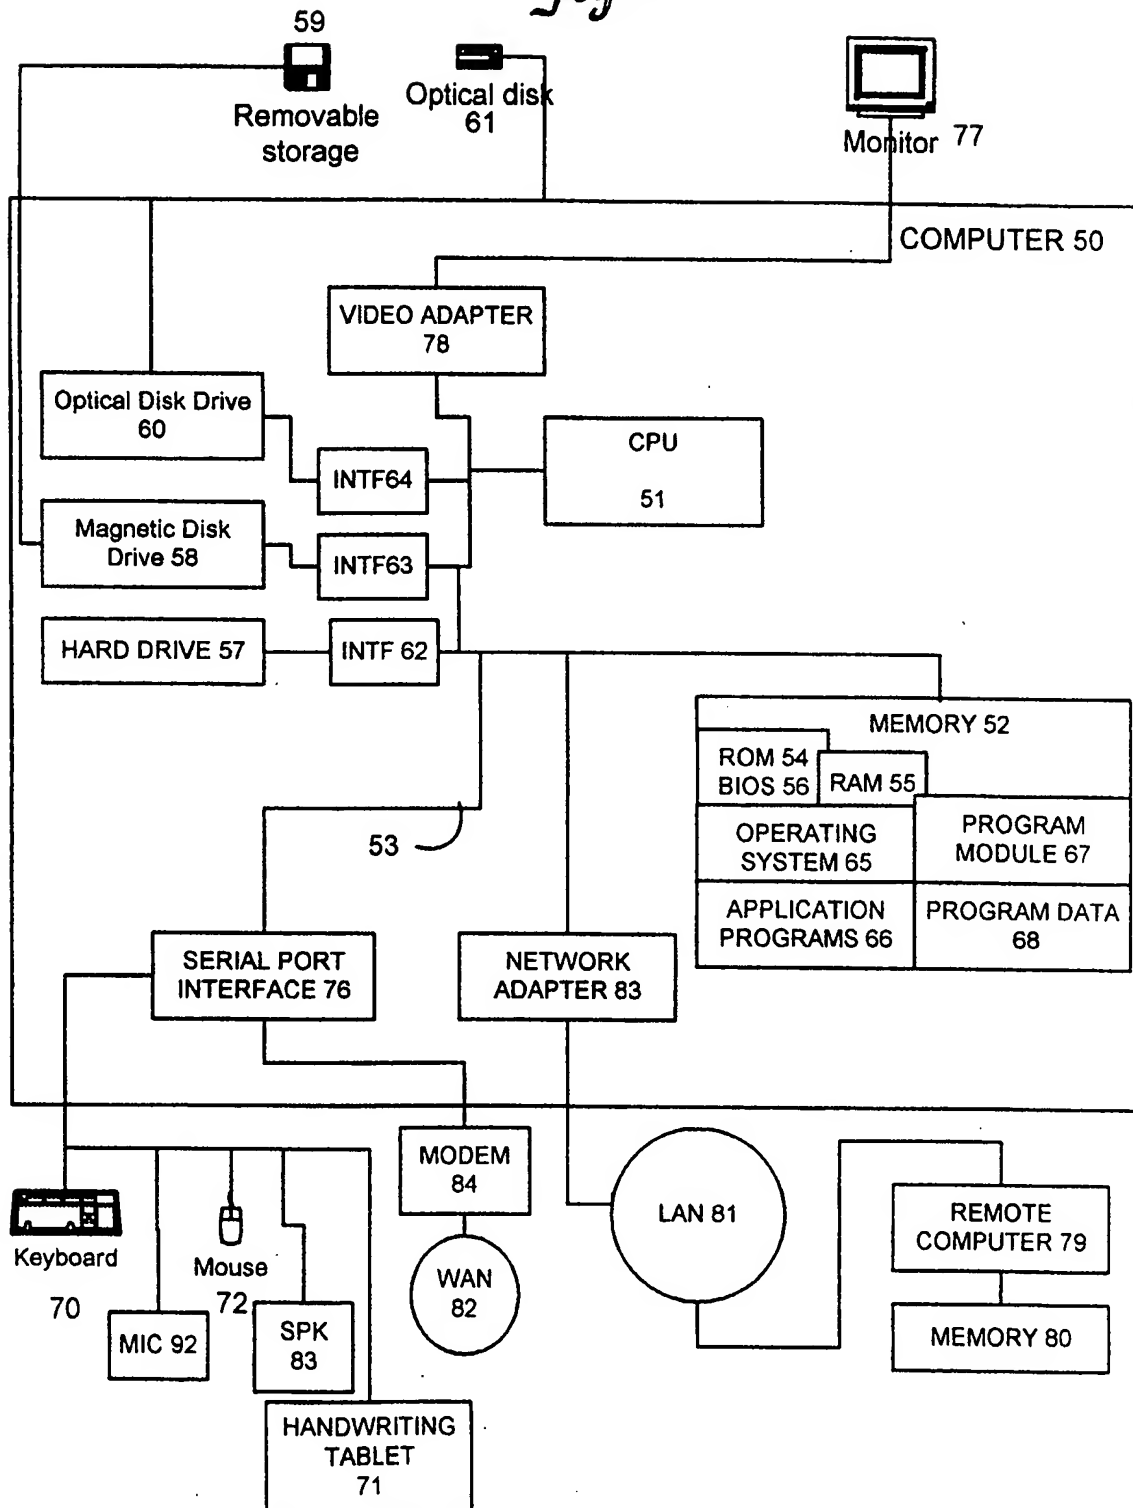 59
Removable
storage
Optical disk
61
Monitor 77
COMPUTER 50
VIDEO ADAPTER
78
Optical Disk Drive
60
CPU
51
INTF64
Magnetic Disk
Drive 58
INTF63
HARD DRIVE 57
INTF 62
MEMORY 52
ROM 54
BIOS 56
RAM 55
OPERATING
SYSTEM 65
PROGRAM
MODULE 67
APPLICATION
PROGRAMS 66
PROGRAM DATA
68
53
SERIAL PORT
INTERFACE 76
NETWORK
ADAPTER 83
MODEM
84
LAN 81
REMOTE
COMPUTER 79
MEMORY 80
WAN
82
Keyboard
70
Mouse
72
MIC 92
SPK
83
HANDWRITING
TABLET
71